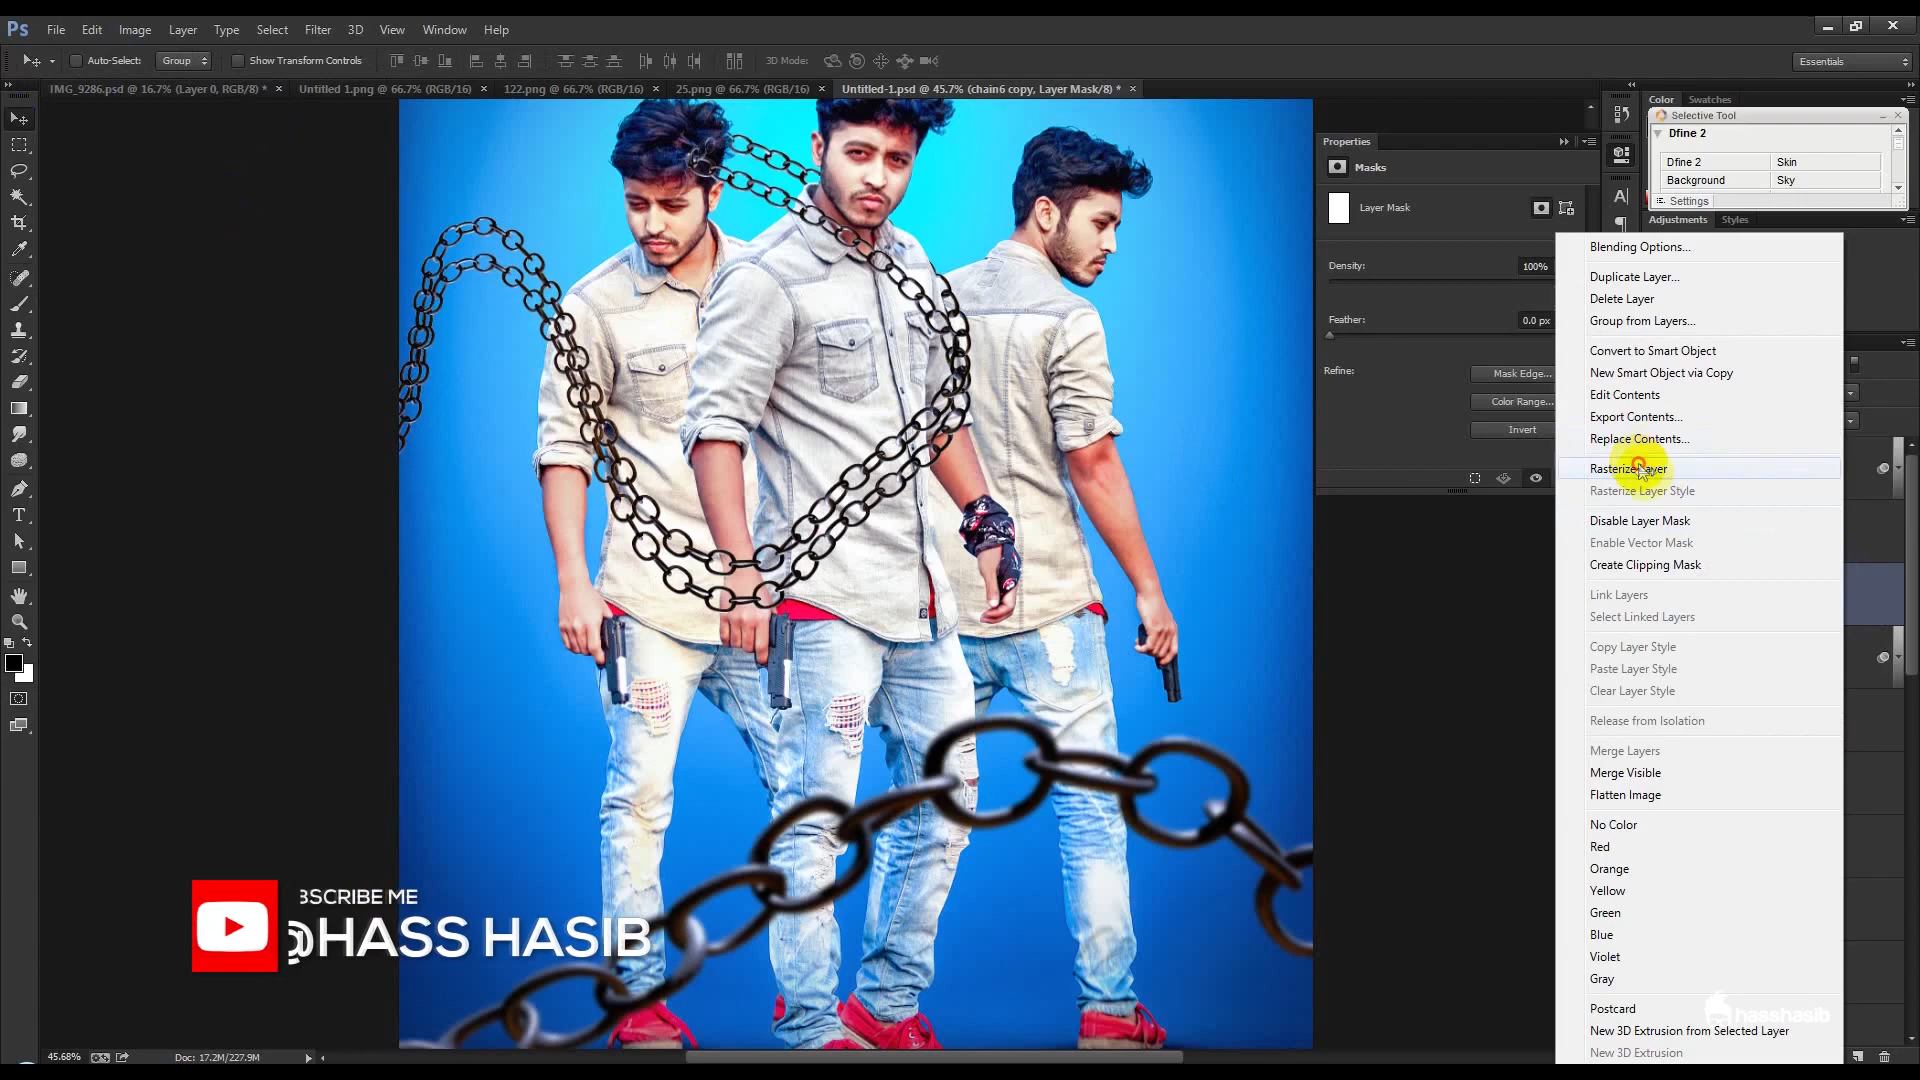 Ps File Edit Image Layer Type Select Filter 3D View Window Help
Auto-Select: Group Show Transform Controls 3D Mode: Essentials
IMG_9286.psd @ 16.7% (Layer 0, RGB/8) * × Untitled 1.png @ 66.7% (RGB/16) × 122.png @ 66.7% (RGB/16) × 25.png @ 66.7% (RGB/16) × Untitled-1.psd @ 45.7% (chain6 copy, Layer Mask/8) * ×
Color Swatches
Selective Tool
Dfine 2
Dfine 2 Skin
Background Sky
Settings
Adjustments Styles
Properties
Masks
Layer Mask
Density: 100%
Feather: 0.0 px
Refine: Mask Edge...
Color Range...
Invert
Blending Options...
Duplicate Layer...
Delete Layer
Group from Layers...
Convert to Smart Object
New Smart Object via Copy
Edit Contents
Export Contents...
Replace Contents...
Rasterize Layer
Rasterize Layer Style
Disable Layer Mask
Enable Vector Mask
Create Clipping Mask
Link Layers
Select Linked Layers
Copy Layer Style
Paste Layer Style
Clear Layer Style
Release from Isolation
Merge Layers
Merge Visible
Flatten Image
No Color
Red
Orange
Yellow
Green
Blue
Violet
Gray
Postcard
New 3D Extrusion from Selected Layer
New 3D Extrusion
BSCRIBE ME
@HASS HASIB
hasshasib
45.68% Doc: 17.2M/227.9M